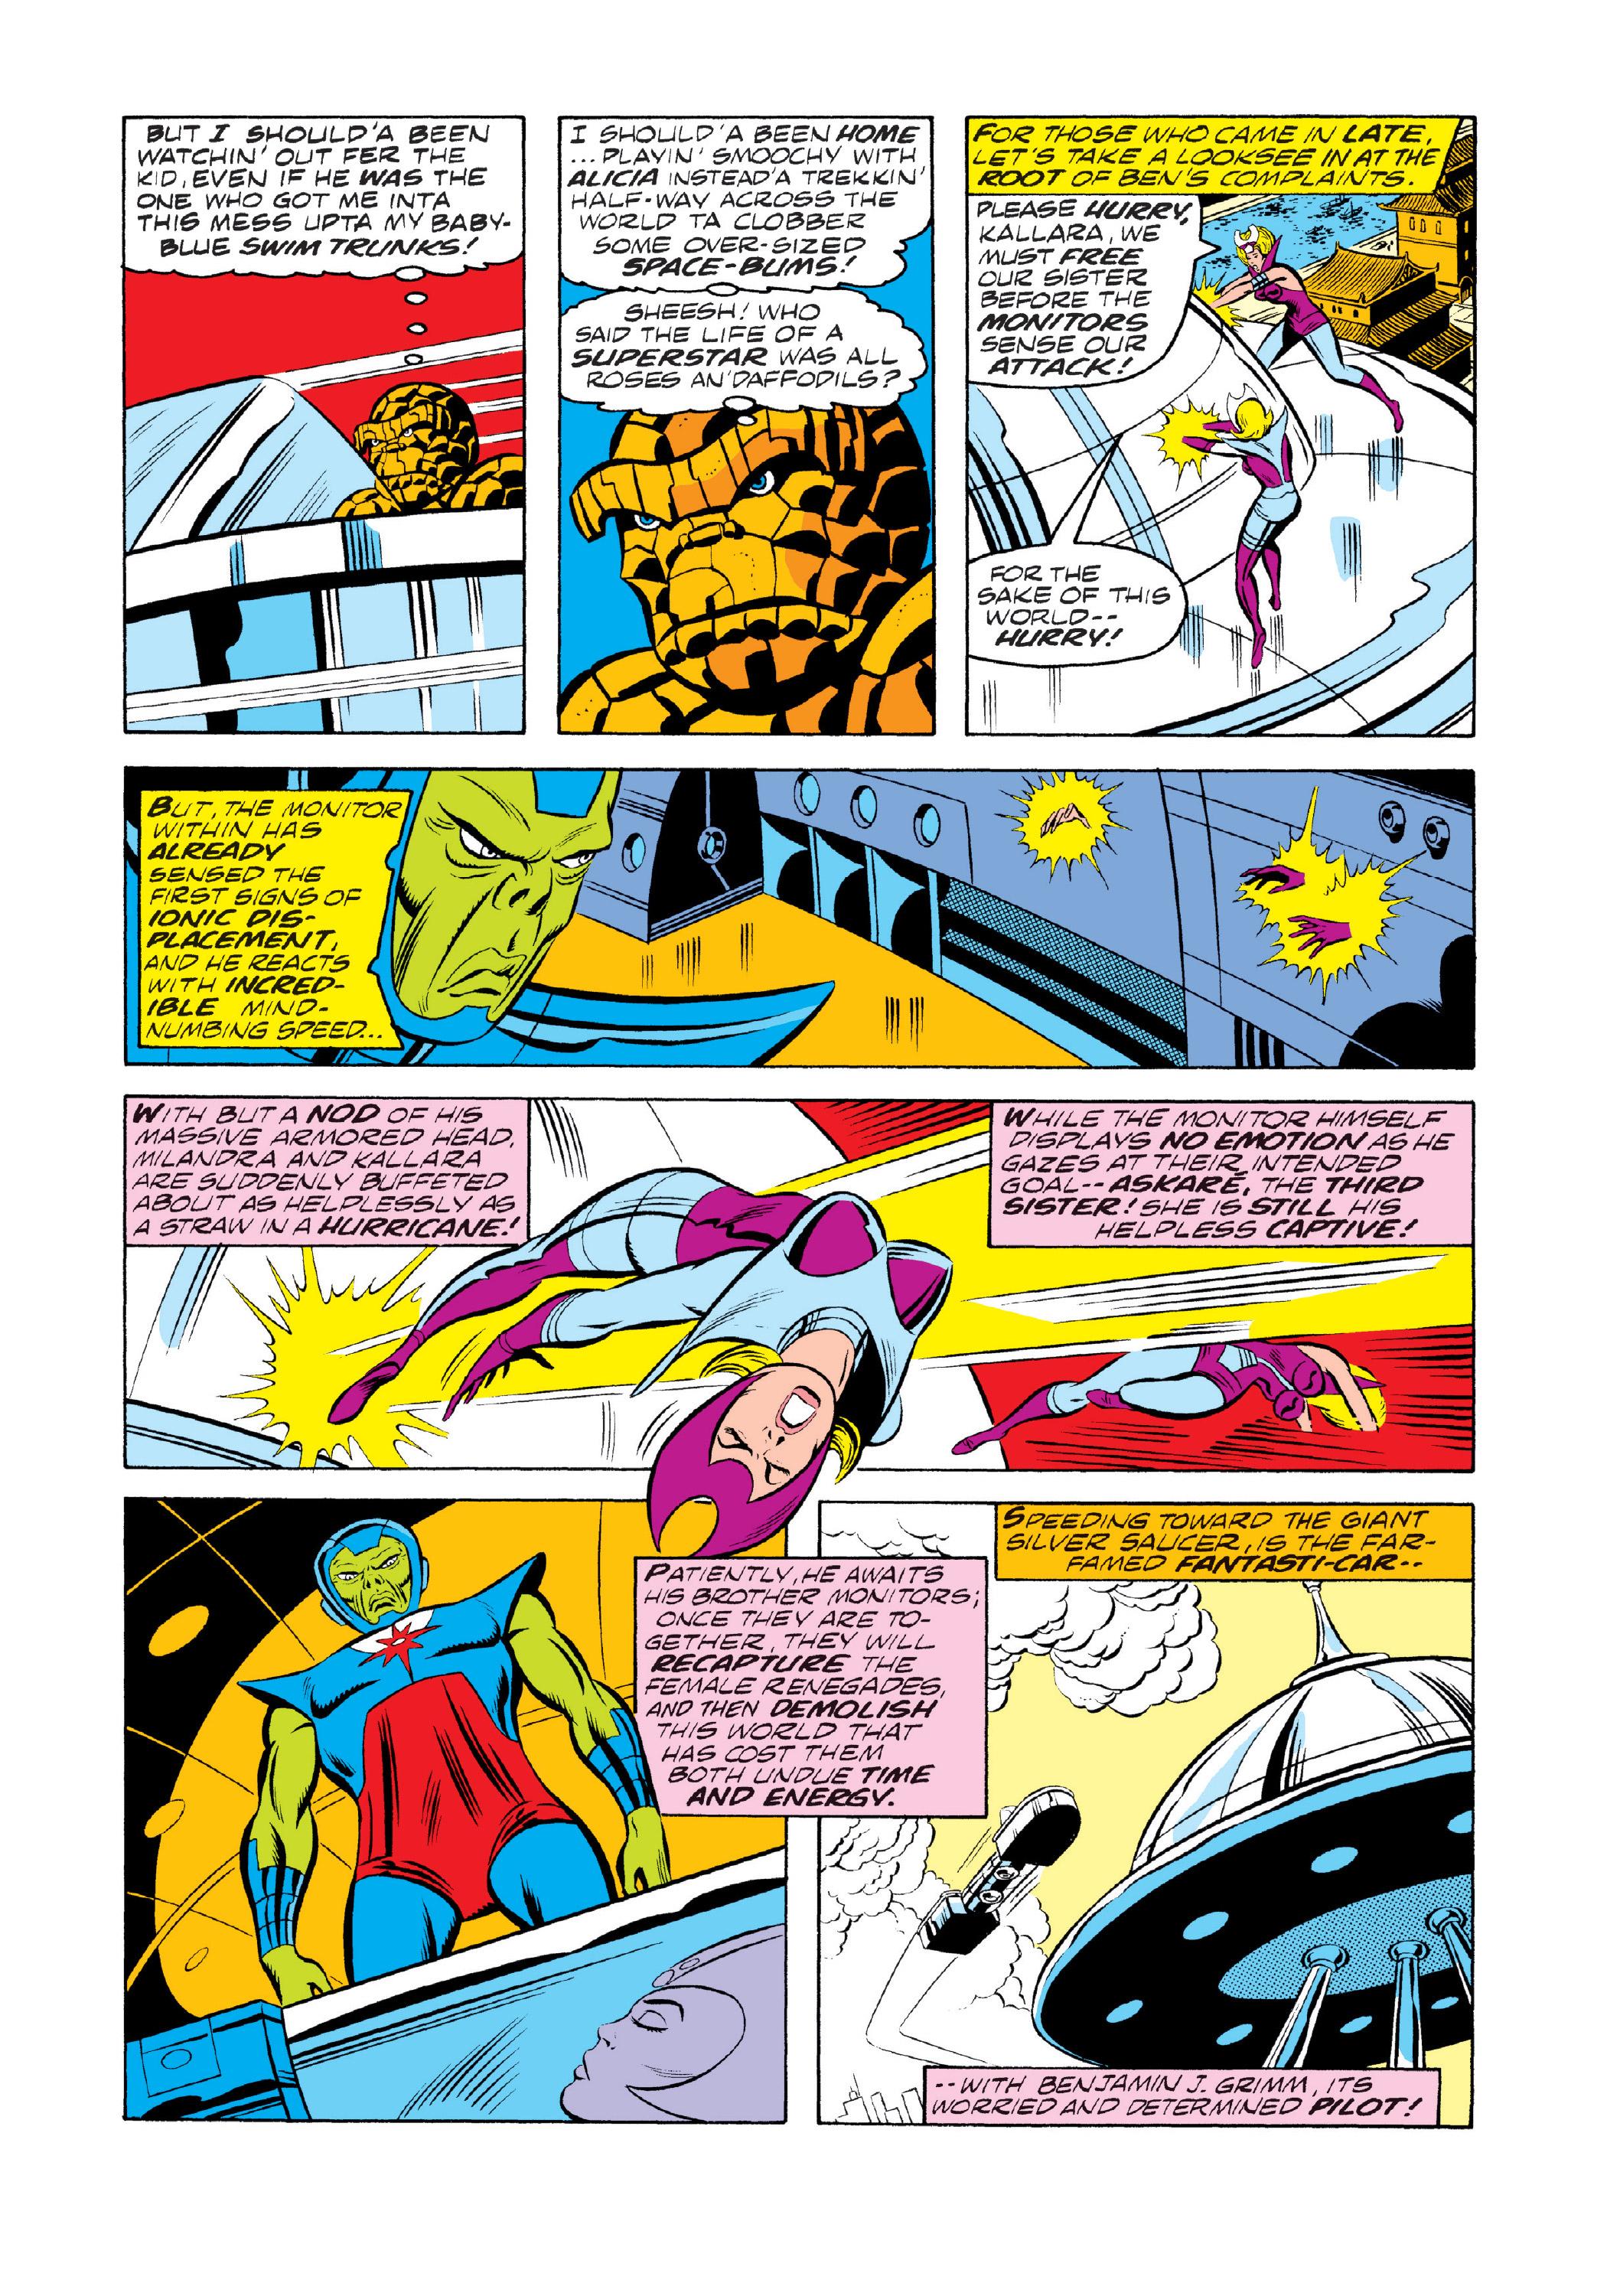 BUT I SHOULD'A BEEN
WATCHIN' OUT FER THE
KID, EVEN IF HE WAS THE
ONE WHO GOT ME INTA
THIS MESS UPTA MY BABY-
BLUE SWIM TRUNKS!
I SHOULD'A BEEN HOME
...PLAYIN' SMOOCHY WITH
ALICIA INSTEAD'A TREKKIN'
HALF-WAY ACROSS THE
WORLD TA CLOBBER
SOME OVER-SIZED
SPACE-BUMS!
SHEESH! WHO
SAID THE LIFE OF A
SUPERSTAR WAS ALL
ROSES AN' DAFFODILS?
FOR THOSE WHO CAME IN LATE,
LET'S TAKE A LOOKSEE IN AT THE
ROOT OF BEN'S COMPLAINTS.
PLEASE HURRY,
KALLARA, WE
MUST FREE
OUR SISTER
BEFORE THE
MONITORS
SENSE OUR
ATTACK!
FOR THE
SAKE OF THIS
WORLD--
HURRY!
BUT, THE MONITOR
WITHIN HAS
ALREADY
SENSED THE
FIRST SIGNS OF
IONIC DIS-
PLACEMENT,
AND HE REACTS
WITH INCRED-
IBLE MIND-
NUMBING SPEED...
WITH BUT A NOD OF HIS
MASSIVE ARMORED HEAD,
MILANDRA AND KALLARA
ARE SUDDENLY BUFFETED
ABOUT AS HELPLESSLY AS
A STRAW IN A HURRICANE!
WHILE THE MONITOR HIMSELF
DISPLAYS NO EMOTION AS HE
GAZES AT THEIR INTENDED
GOAL-- ASKARÉ, THE THIRD
SISTER! SHE IS STILL HIS
HELPLESS CAPTIVE!
PATIENTLY, HE AWAITS
HIS BROTHER MONITORS;
ONCE THEY ARE TO-
GETHER, THEY WILL
RECAPTURE THE
FEMALE RENEGADES,
AND THEN DEMOLISH
THIS WORLD THAT
HAS COST THEM
BOTH UNDUE TIME
AND ENERGY.
SPEEDING TOWARD THE GIANT
SILVER SAUCER, IS THE FAR-
FAMED FANTASTI-CAR--
--WITH BENJAMIN J. GRIMM, ITS
WORRIED AND DETERMINED PILOT!